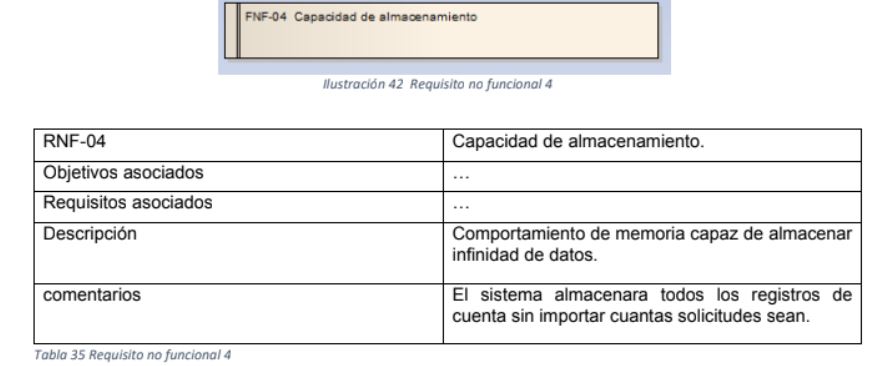 FNF-04 Capacidad de almacenamiento
Ilustración 42 Requisito no funcional 4
RNF-04 Capacidad de almacenamiento.
Objetivos asociados …
Requisitos asociados …
Descripción Comportamiento de memoria capaz de almacenar
infinidad de datos.
comentarios El sistema almacenara todos los registros de
cuenta sin importar cuantas solicitudes sean.
Tabla 35 Requisito no funcional 4